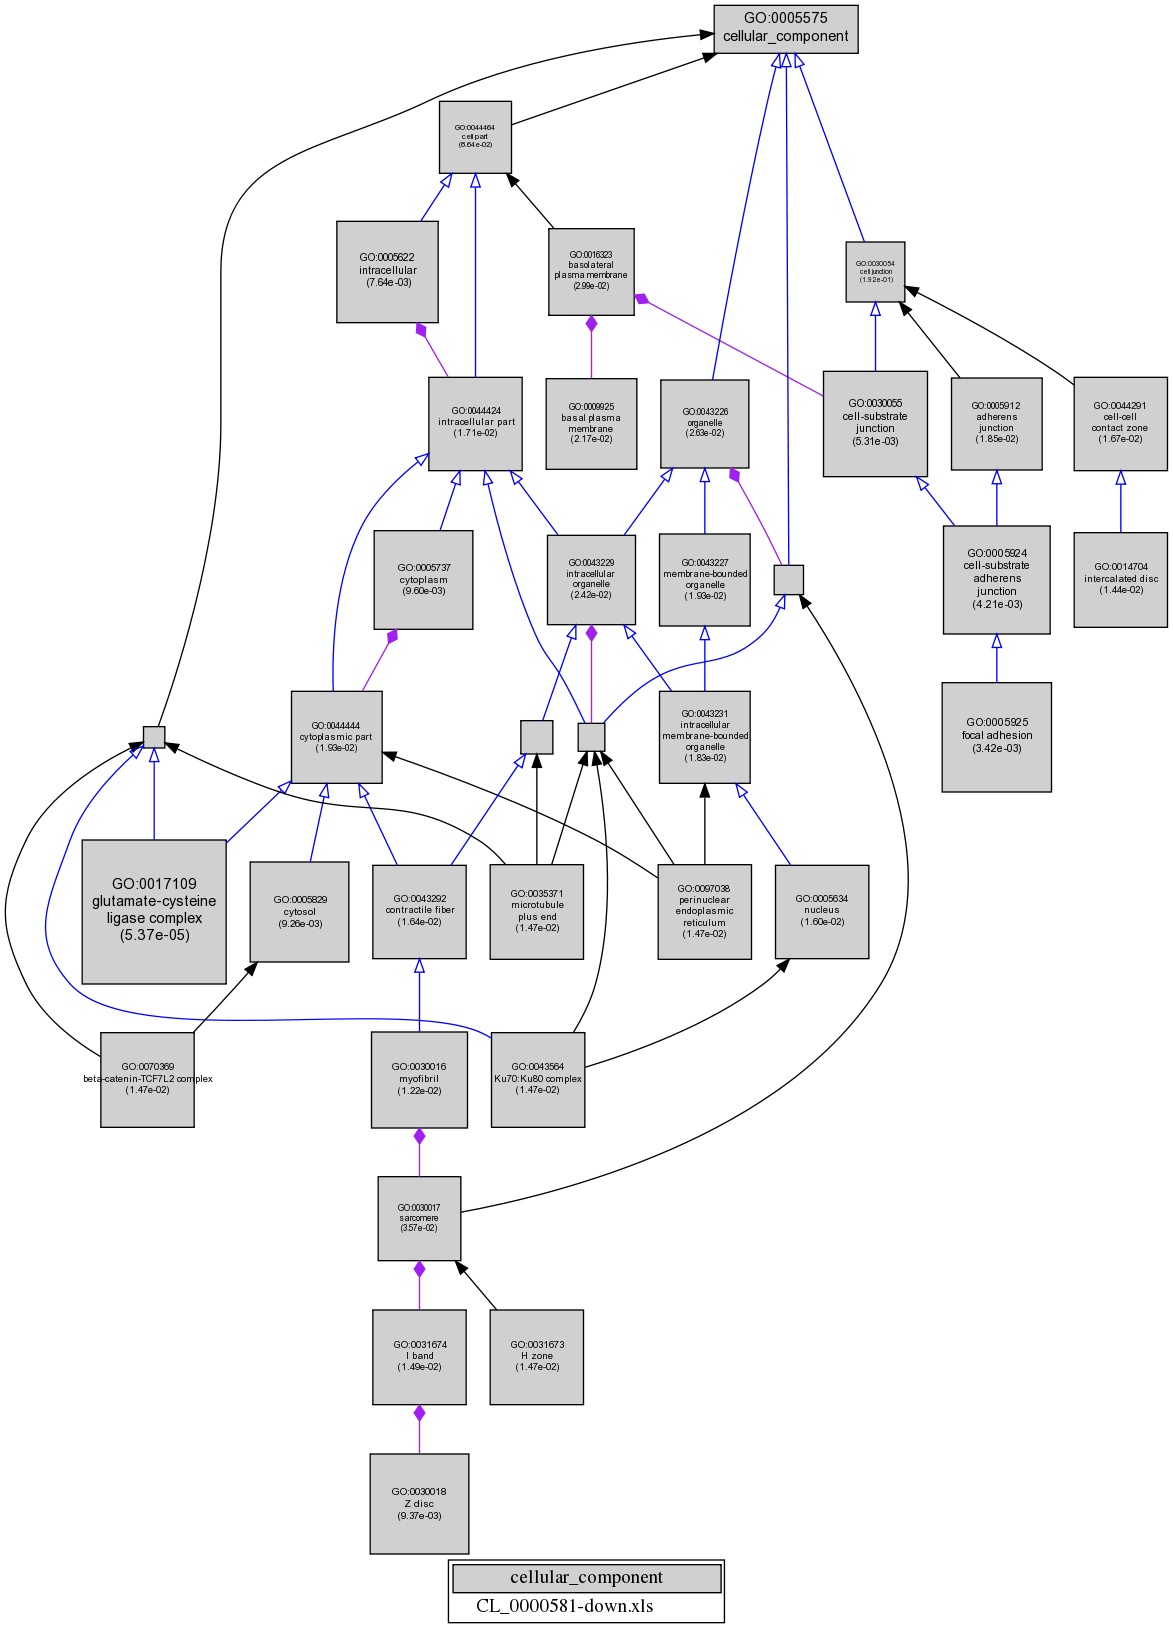 GO:0005575
cellular_component
GO:0044464
cell part
(6.64e-02)
GO:0005622
intracellular
(7.64e-03)
GO:0016323
basolateral
plasma membrane
(2.99e-02)
GO:0030054
cell junction
(1.92e-01)
GO:0044424
intracellular part
(1.71e-02)
GO:0009925
basal plasma
membrane
(2.17e-02)
GO:0043226
organelle
(2.63e-02)
GO:0030055
cell-substrate
junction
(5.31e-03)
GO:0005912
adherens
junction
(1.85e-02)
GO:0044291
cell-cell
contact zone
(1.67e-02)
GO:0005737
cytoplasm
(9.60e-03)
GO:0043229
intracellular
organelle
(2.42e-02)
GO:0043227
membrane-bounded
organelle
(1.93e-02)
GO:0005924
cell-substrate
adherens
junction
(4.21e-03)
GO:0014704
intercalated disc
(1.44e-02)
GO:0044444
cytoplasmic part
(1.93e-02)
GO:0043231
intracellular
membrane-bounded
organelle
(1.83e-02)
GO:0005925
focal adhesion
(3.42e-03)
GO:0017109
glutamate-cysteine
ligase complex
(5.37e-05)
GO:0005829
cytosol
(9.26e-03)
GO:0043292
contractile fiber
(1.64e-02)
GO:0035371
microtubule
plus end
(1.47e-02)
GO:0097038
perinuclear
endoplasmic
reticulum
(1.47e-02)
GO:0005634
nucleus
(1.60e-02)
GO:0070369
beta-catenin-TCF7L2 complex
(1.47e-02)
GO:0030016
myofibril
(1.22e-02)
GO:0043564
Ku70:Ku80 complex
(1.47e-02)
GO:0030017
sarcomere
(3.57e-02)
GO:0031674
I band
(1.49e-02)
GO:0031673
H zone
(1.47e-02)
GO:0030018
Z disc
(9.37e-03)
cellular_component
CL_0000581-down.xls